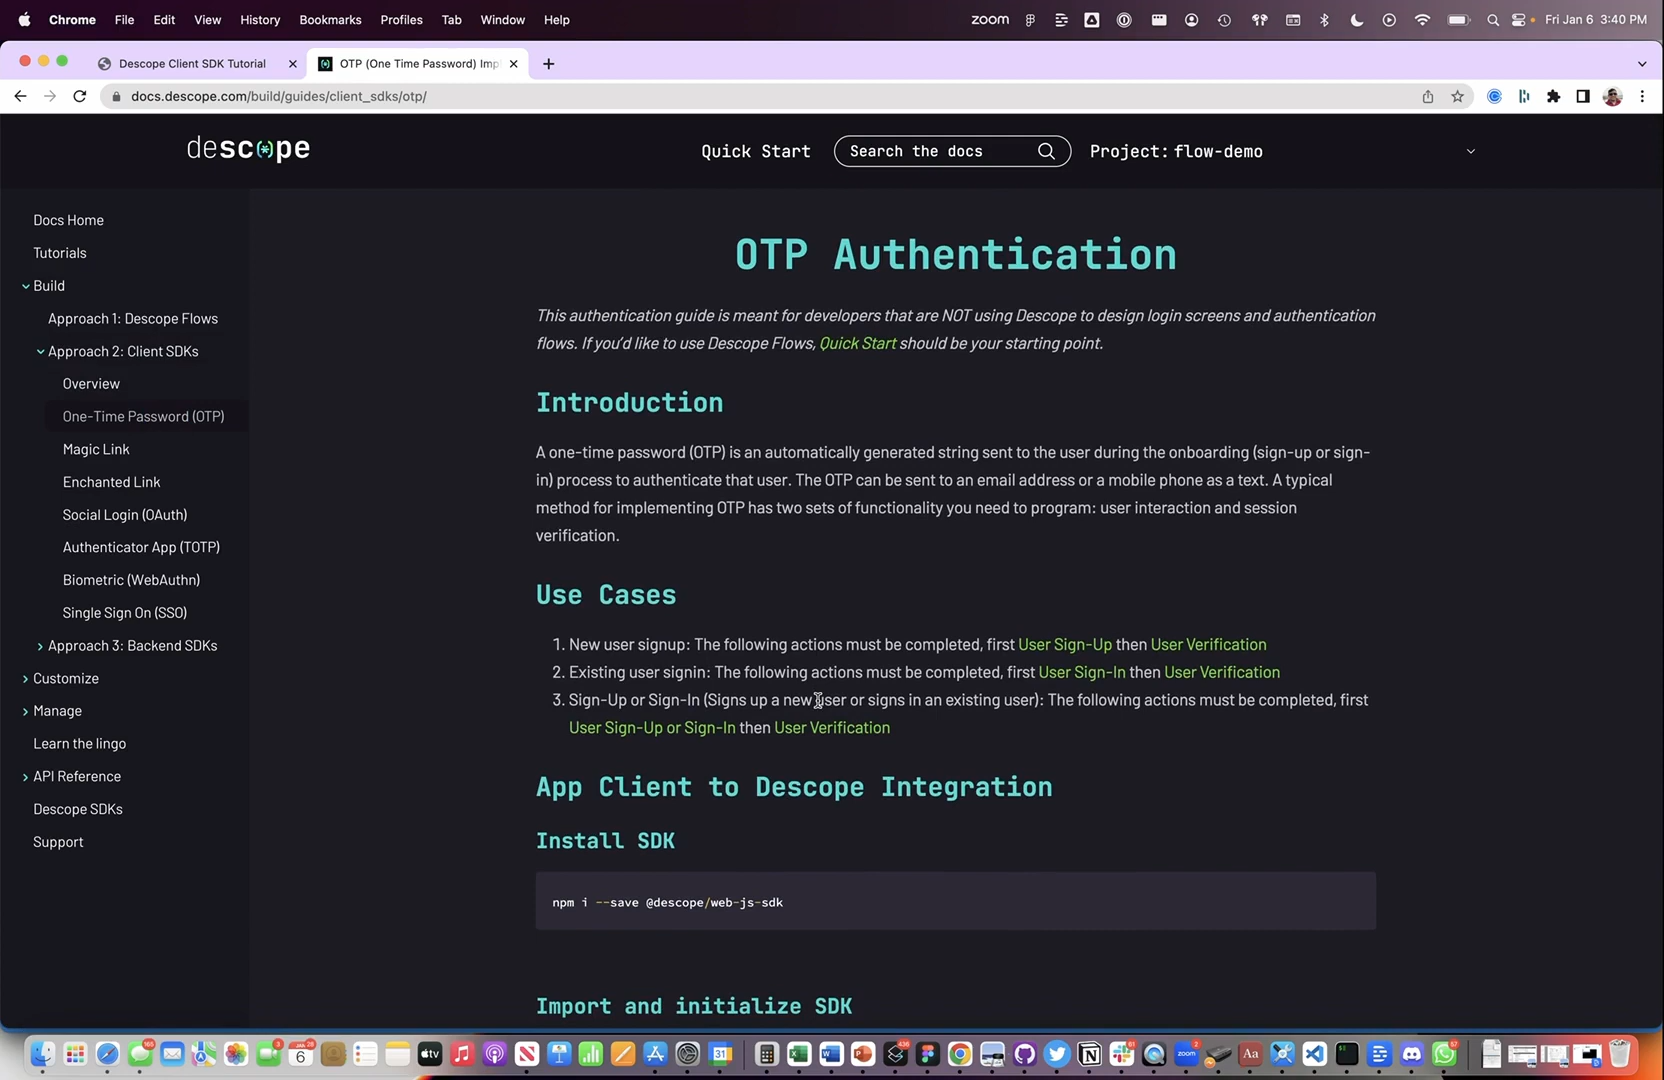 Chrome File Edit View History Bookmarks Profiles Tab Window Help zoom Fri Jan 6 3:40 PM
Descope Client SDK Tutorial OTP (One Time Password) Impl
docs.descope.com/build/guides/client_sdks/otp/
descope Quick Start Search the docs Project: flow-demo
Docs Home
Tutorials
Build
Approach 1: Descope Flows
Approach 2: Client SDKs
Overview
One-Time Password (OTP)
Magic Link
Enchanted Link
Social Login (OAuth)
Authenticator App (TOTP)
Biometric (WebAuthn)
Single Sign On (SSO)
Approach 3: Backend SDKs
Customize
Manage
Learn the lingo
API Reference
Descope SDKs
Support
OTP Authentication
This authentication guide is meant for developers that are NOT using Descope to design login screens and authentication
flows. If you'd like to use Descope Flows, Quick Start should be your starting point.
Introduction
A one-time password (OTP) is an automatically generated string sent to the user during the onboarding (sign-up or sign-
in) process to authenticate that user. The OTP can be sent to an email address or a mobile phone as a text. A typical
method for implementing OTP has two sets of functionality you need to program: user interaction and session
verification.
Use Cases
1. New user signup: The following actions must be completed, first User Sign-Up then User Verification
2. Existing user signin: The following actions must be completed, first User Sign-In then User Verification
3. Sign-Up or Sign-In (Signs up a new user or signs in an existing user): The following actions must be completed, first
User Sign-Up or Sign-In then User Verification
App Client to Descope Integration
Install SDK
npm i --save @descope/web-js-sdk
Import and initialize SDK